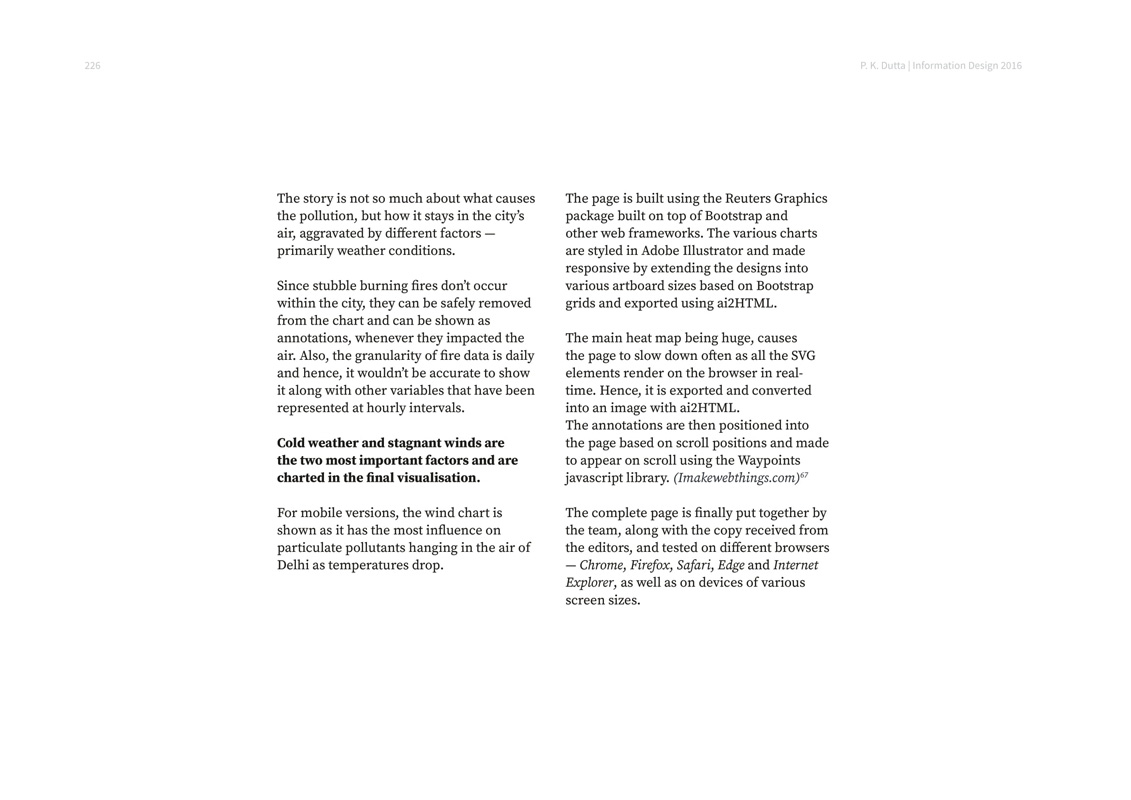 226
P. K. Dutta | Information Design 2016
The story is not so much about what causes
the pollution, but how it stays in the city’s
air, aggravated by different factors —
primarily weather conditions.
Since stubble burning fires don’t occur
within the city, they can be safely removed
from the chart and can be shown as
annotations, whenever they impacted the
air. Also, the granularity of fire data is daily
and hence, it wouldn’t be accurate to show
it along with other variables that have been
represented at hourly intervals.
Cold weather and stagnant winds are
the two most important factors and are
charted in the final visualisation.
For mobile versions, the wind chart is
shown as it has the most influence on
particulate pollutants hanging in the air of
Delhi as temperatures drop.
The page is built using the Reuters Graphics
package built on top of Bootstrap and
other web frameworks. The various charts
are styled in Adobe Illustrator and made
responsive by extending the designs into
various artboard sizes based on Bootstrap
grids and exported using ai2HTML.
The main heat map being huge, causes
the page to slow down often as all the SVG
elements render on the browser in real-
time. Hence, it is exported and converted
into an image with ai2HTML.
The annotations are then positioned into
the page based on scroll positions and made
to appear on scroll using the Waypoints
javascript library. (Imakewebthings.com)67
The complete page is finally put together by
the team, along with the copy received from
the editors, and tested on different browsers
— Chrome, Firefox, Safari, Edge and Internet
Explorer, as well as on devices of various
screen sizes.